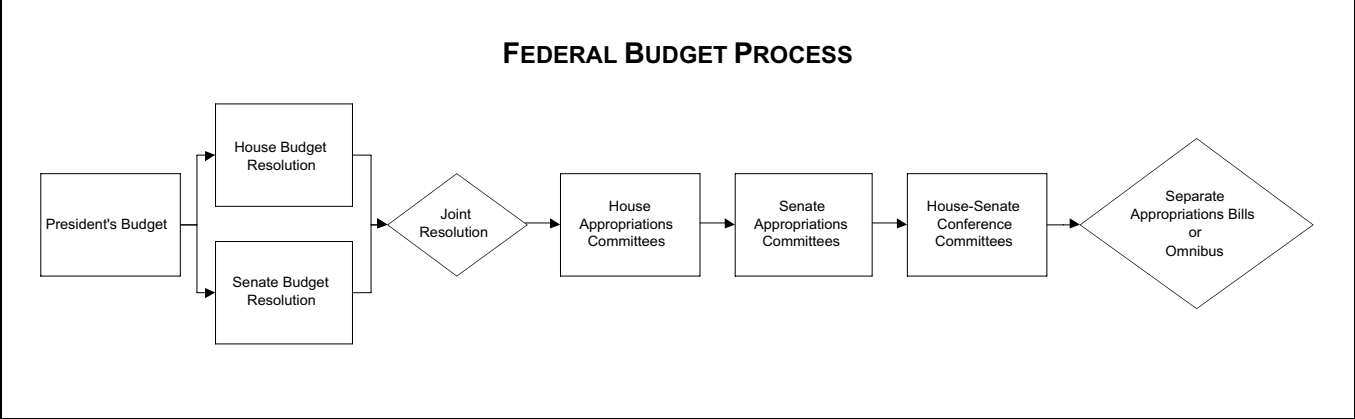 FEDERAL BUDGET PROCESS
President's Budget
House Budget
Resolution
Senate Budget
Resolution
Joint
Resolution
House
Appropriations
Committees
Senate
Appropriations
Committees
House-Senate
Conference
Committees
Separate
Appropriations Bills
or
Omnibus